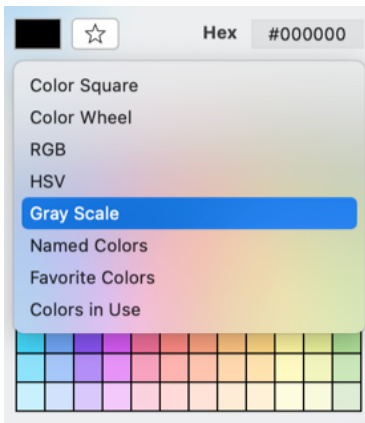 Hex #000000
Color Square
Color Wheel
RGB
HSV
Gray Scale
Named Colors
Favorite Colors
Colors in Use